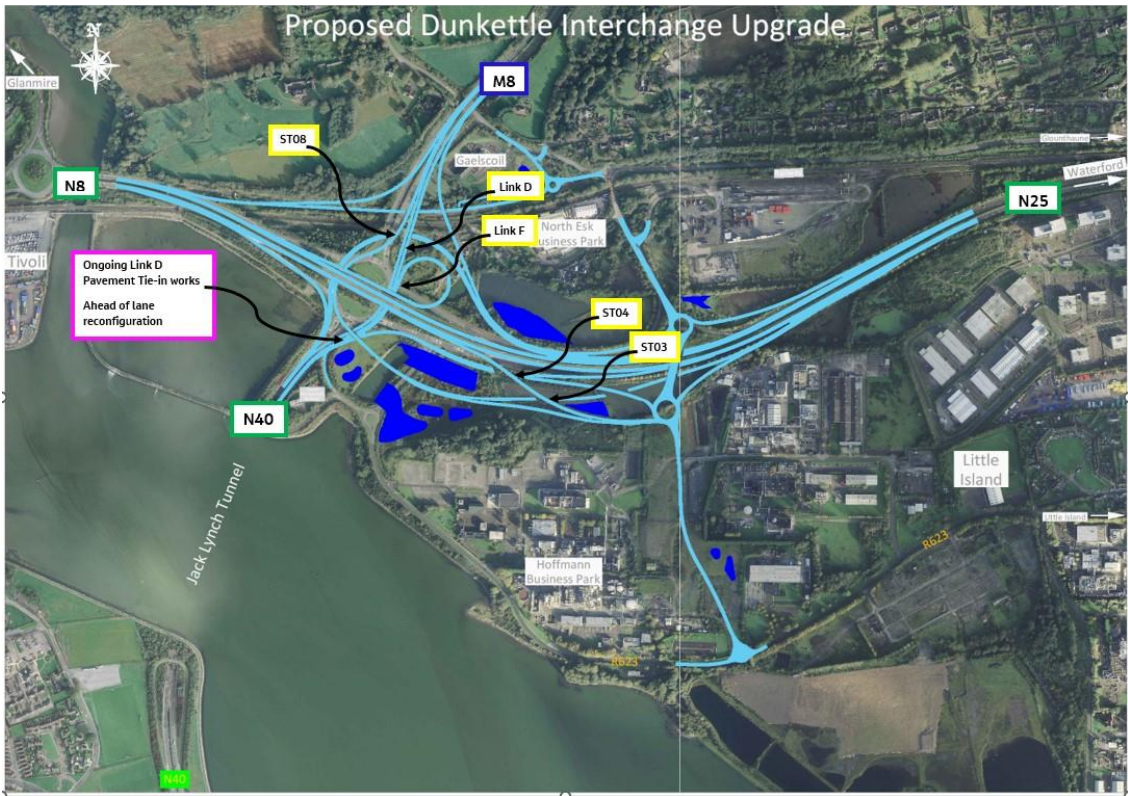 Proposed Dunkettle Interchange Upgrade
N
Glanmire
M8
ST08
Gaelscoil
Glounthaune
Waterford
N8
Link D
N25
Link F
North Esk
Business Park
Tivoli
Ongoing Link D
Pavement Tie-in works
Ahead of lane
reconfiguration
ST04
ST03
N40
Little
Island
Jack Lynch Tunnel
Little Island
R623
Hoffmann
Business Park
R623
N40